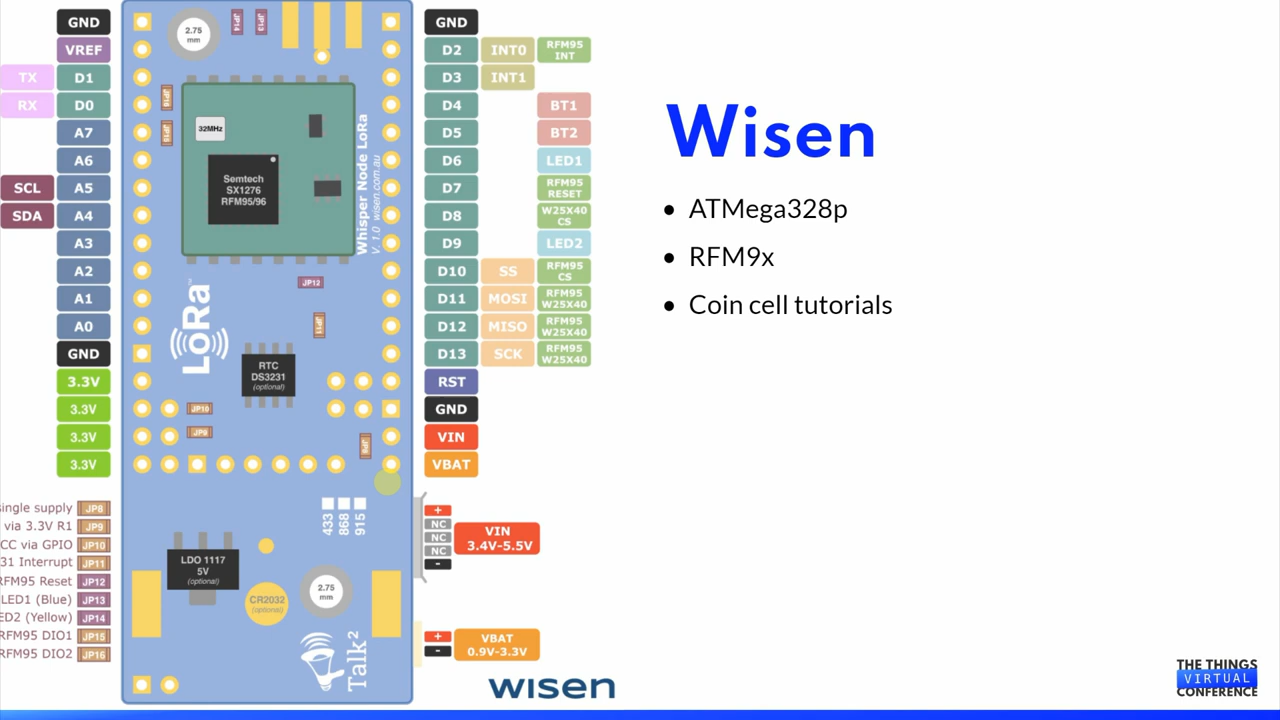 GND
VREF
TX D1
RX D0
A7
A6
SCL A5
SDA A4
A3
A2
A1
A0
GND
3.3V
3.3V
3.3V
3.3V
single supply JP8
via 3.3V R1 JP9
CC via GPIO JP10
31 Interrupt JP11
RFM95 Reset JP12
LED1 (Blue) JP13
ED2 (Yellow) JP14
RFM95 DIO1 JP15
RFM95 DIO2 JP16
2.75
mm
JP14
JP13
JP16
JP15
32MHz
Semtech
SX1276
RFM95/96
Whisper Node LoRa
V. 1.0 wisen.com.au
JP12
LoRa
JP11
RTC
DS3231
(optional)
JP10
JP9
JP8
433
868
915
LDO 1117
5V
(optional)
CR2032
(optional)
2.75
mm
Talk²
GND
D2 INT0 RFM95 INT
D3 INT1
D4 BT1
D5 BT2
D6 LED1
D7 RFM95 RESET
D8 W25X40 CS
D9 LED2
D10 SS RFM95 CS
D11 MOSI RFM95 W25X40
D12 MISO RFM95 W25X40
D13 SCK RFM95 W25X40
RST
GND
VIN
VBAT
+
NC
NC
NC
-
VIN
3.4V-5.5V
+
-
VBAT
0.9V-3.3V
wisen
Wisen
• ATMega328p
• RFM9x
• Coin cell tutorials
THE THINGS
VIRTUAL
CONFERENCE